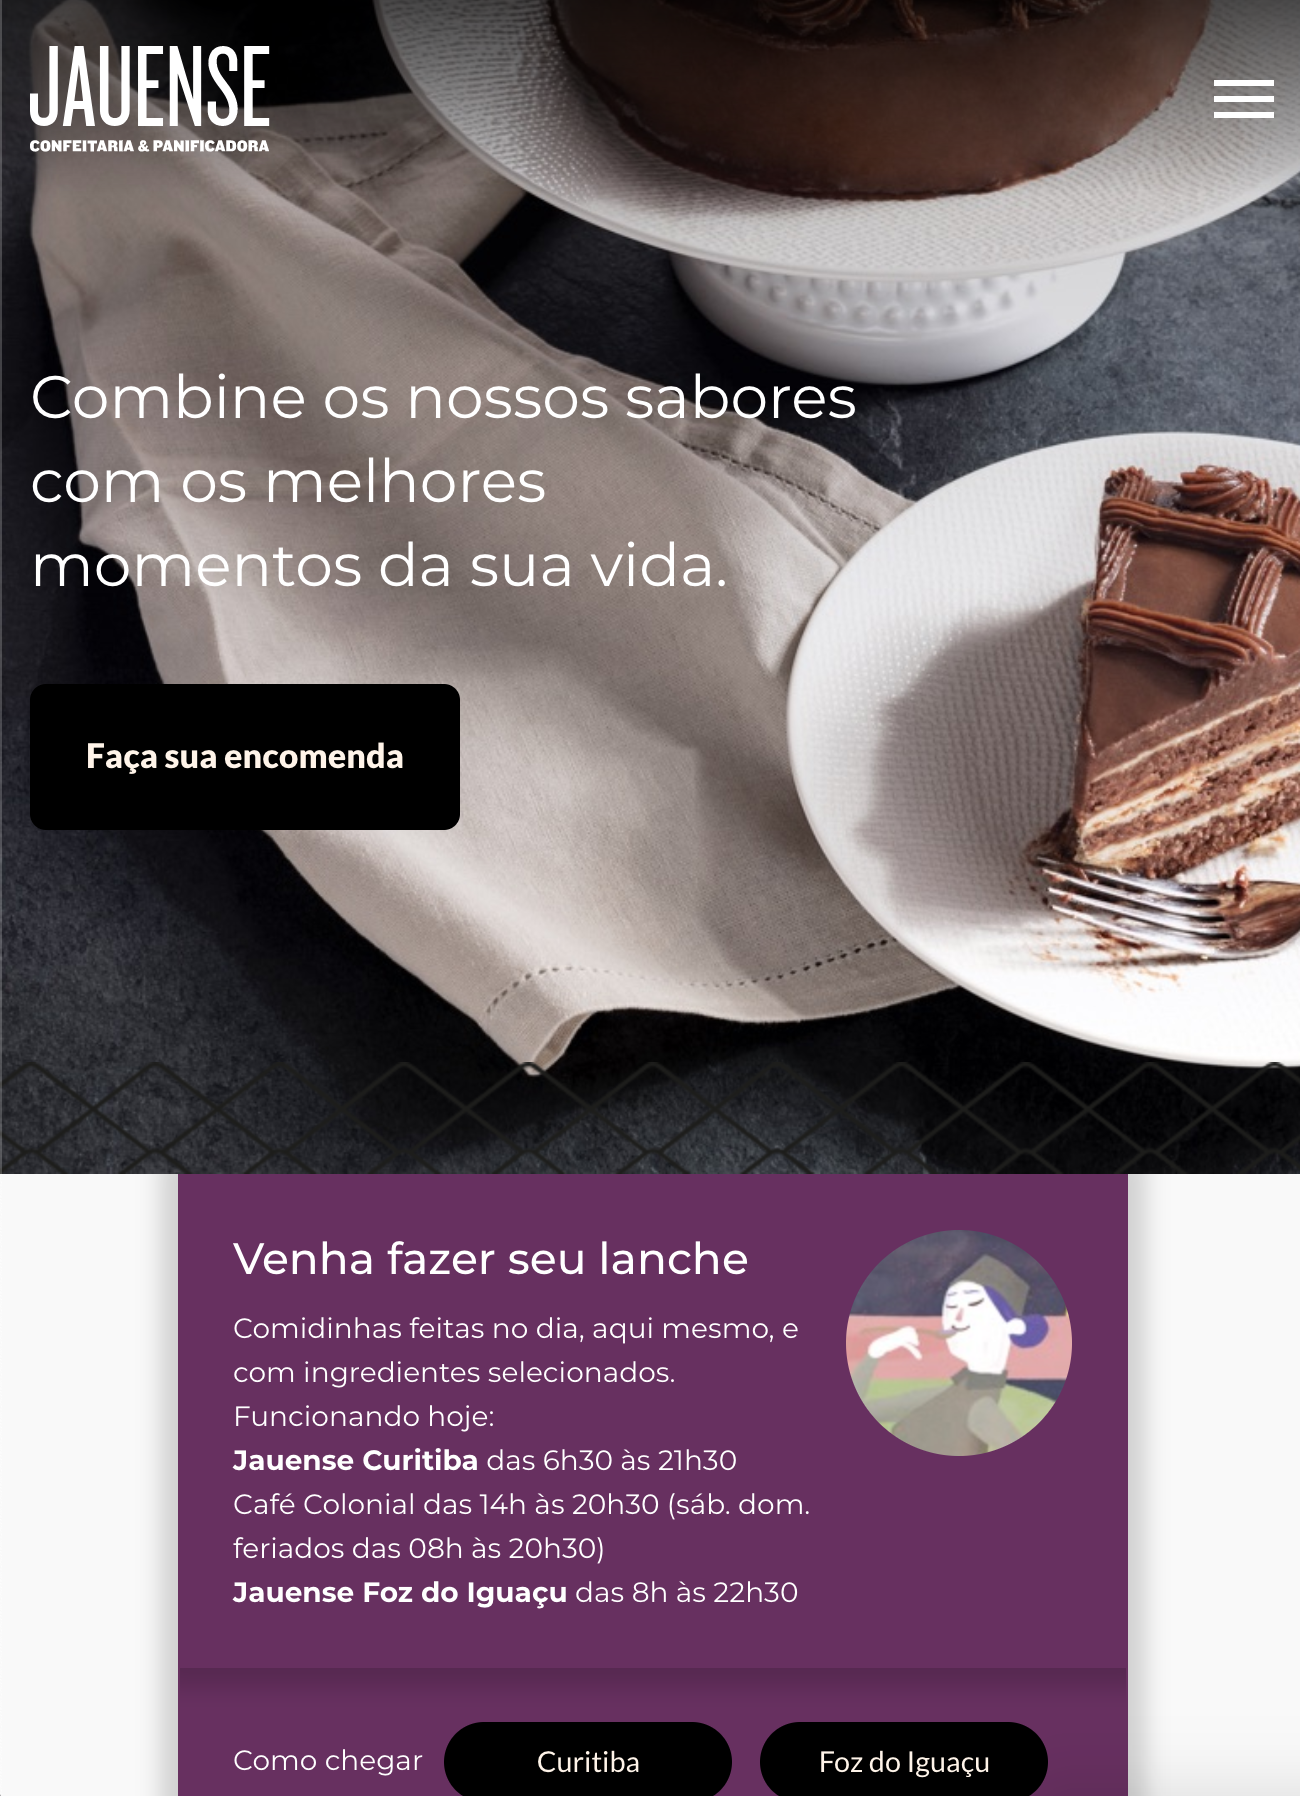 JAUENSE
CONFEITARIA & PANIFICADORA
Combine os nossos sabores
com os melhores
momentos da sua vida.
Faça sua encomenda
Venha fazer seu lanche
Comidinhas feitas no dia, aqui mesmo, e
com ingredientes selecionados.
Funcionando hoje:
Jauense Curitiba das 6h30 às 21h30
Café Colonial das 14h às 20h30 (sáb. dom.
feriados das 08h às 20h30)
Jauense Foz do Iguaçu das 8h às 22h30
Como chegar
Curitiba
Foz do Iguaçu